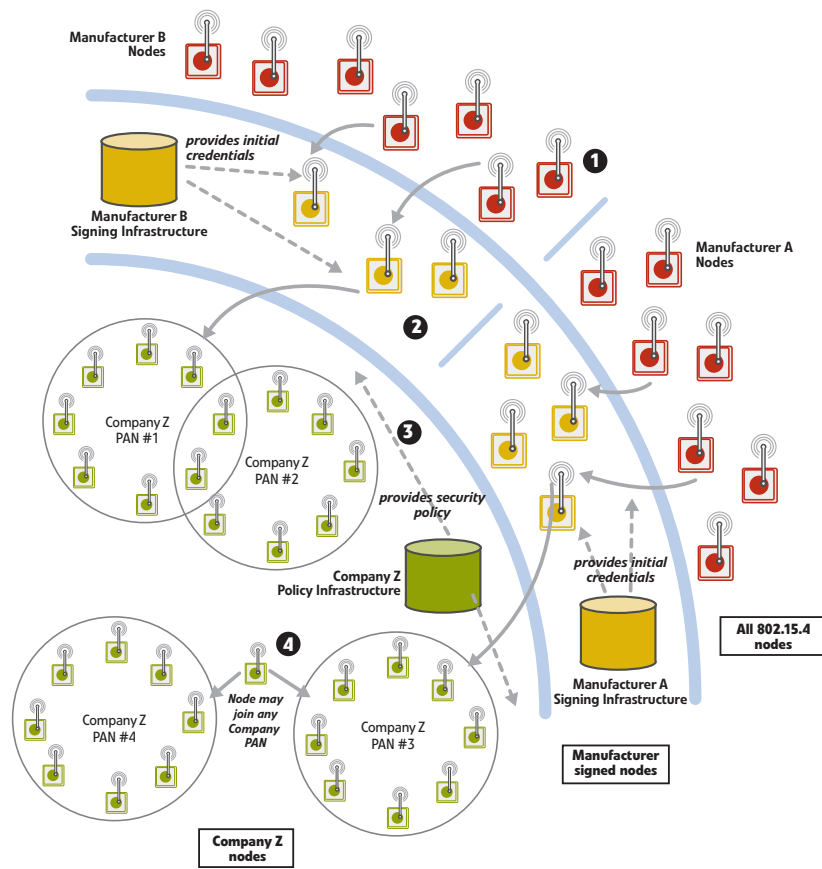 Manufacturer B
Nodes
1
provides initial
credentials
Manufacturer B
Signing Infrastructure
Manufacturer A
Nodes
2
Company Z
PAN #1
Company Z
PAN #2
3
provides security
policy
Company Z
Policy Infrastructure
provides initial
credentials
Manufacturer A
Signing Infrastructure
All 802.15.4
nodes
4
Node may
join any
Company
PAN
Company Z
PAN #4
Company Z
PAN #3
Manufacturer
signed nodes
Company Z
nodes